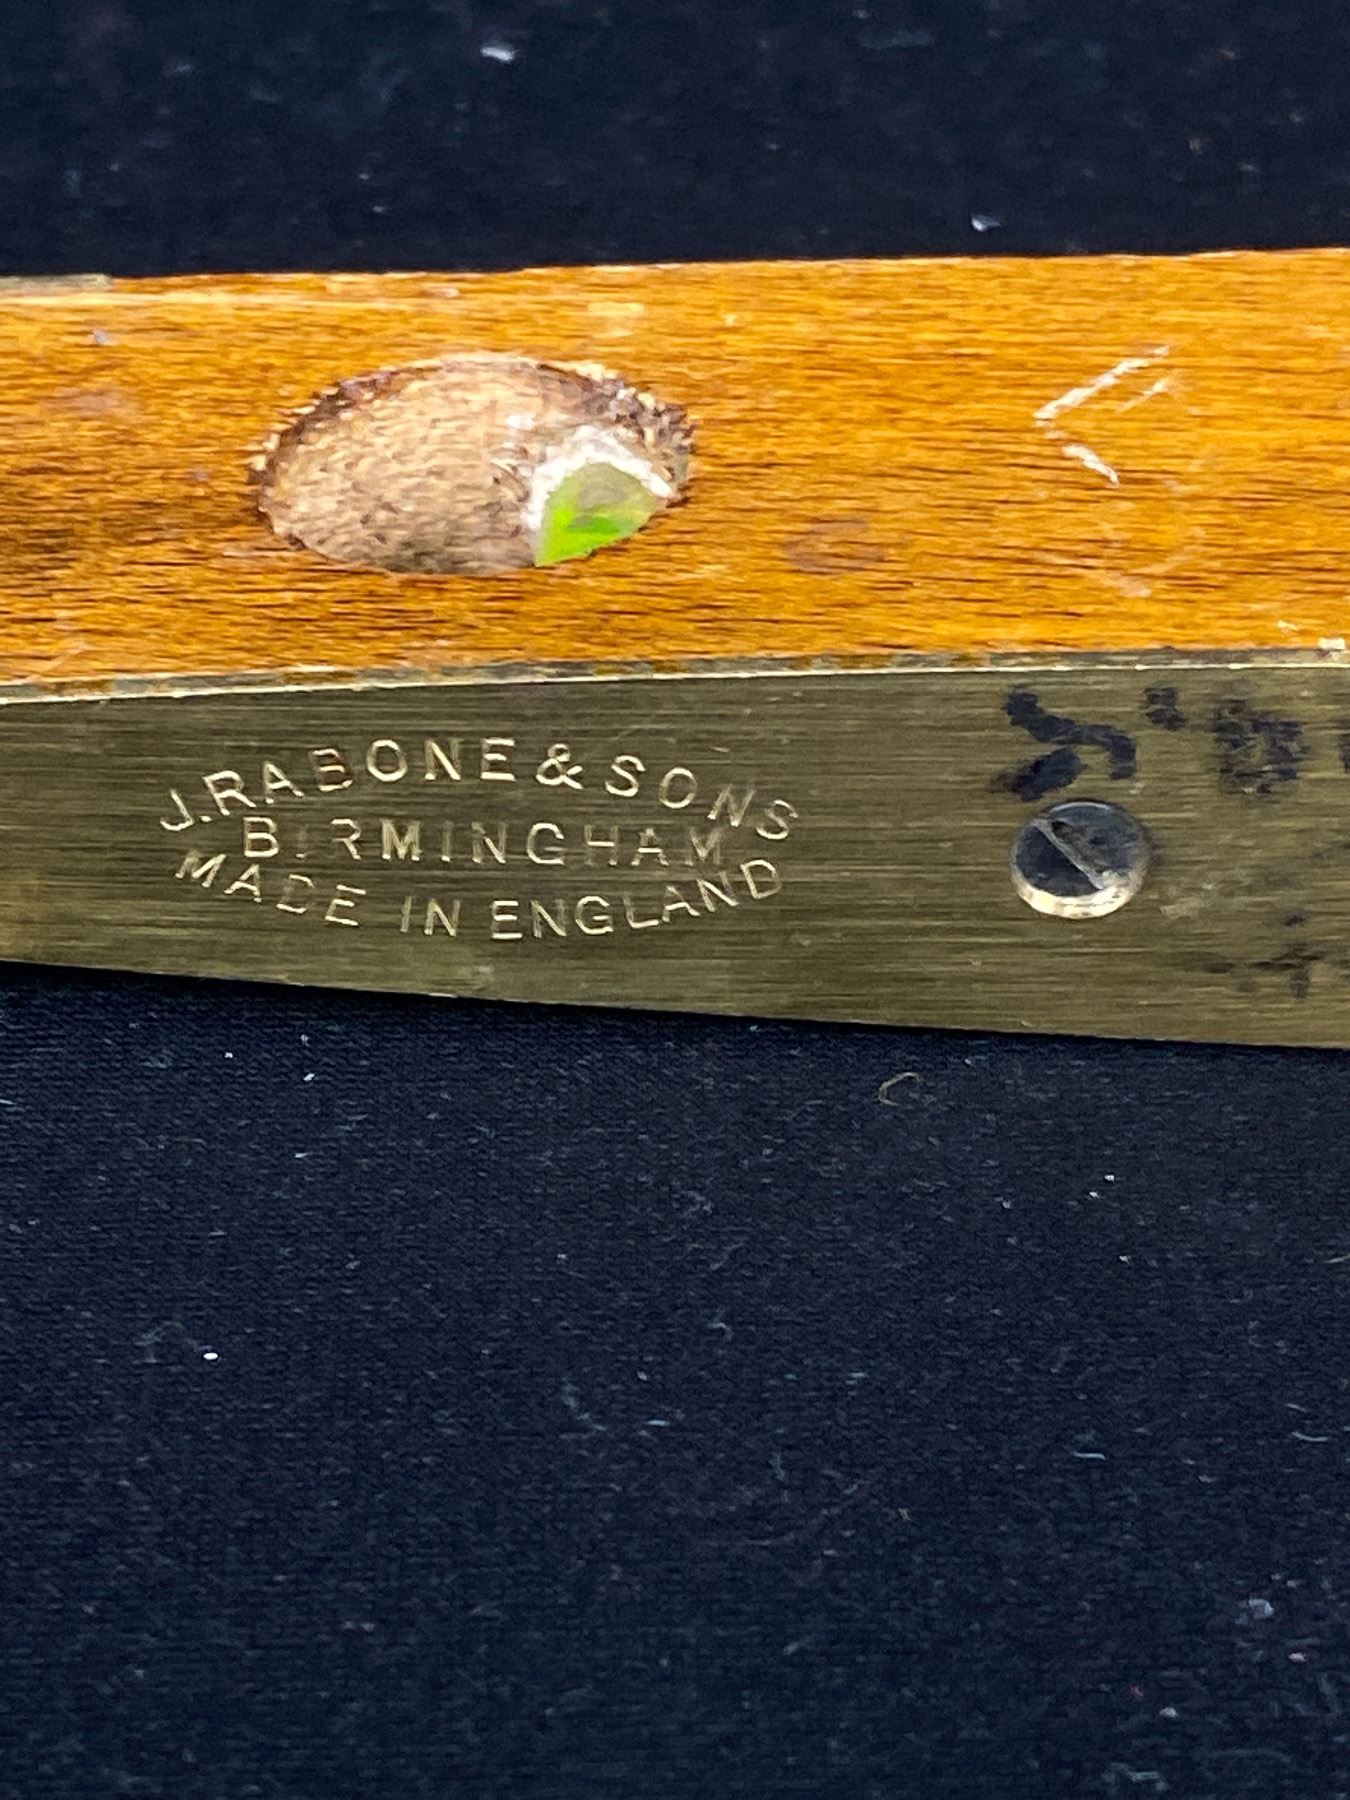 J. RABONE & SONS
BIRMINGHAM
MADE IN ENGLAND